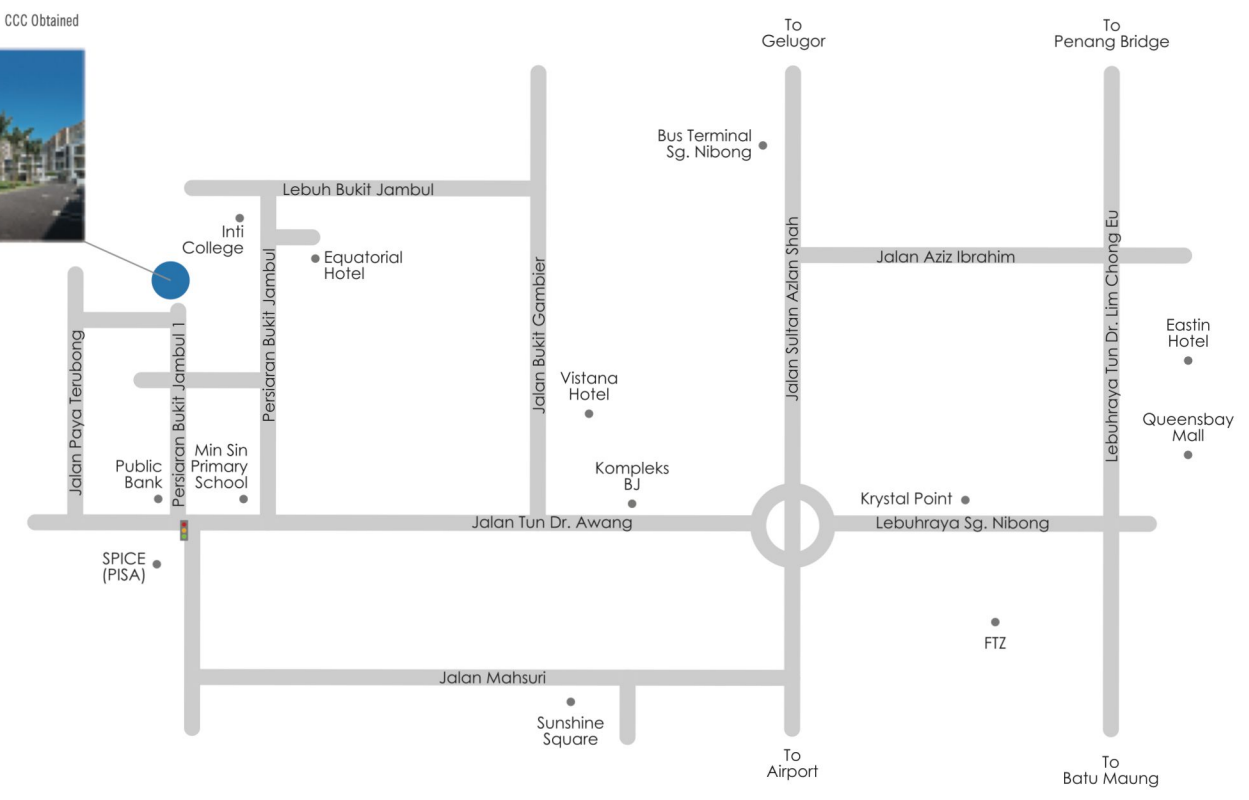 CCC Obtained
To
Gelugor
To
Penang Bridge
Bus Terminal
Sg. Nibong
Lebuh Bukit Jambul
Inti
College
Equatorial
Hotel
Jalan Aziz Ibrahim
Jalan Paya Terubong
Persiaran Bukit Jambul 1
Persiaran Bukit Jambul
Jalan Bukit Gambier
Jalan Sultan Azlan Shah
Lebuhraya Tun Dr. Lim Chong Eu
Eastin
Hotel
Vistana
Hotel
Queensbay
Mall
Public
Bank
Min Sin
Primary
School
Kompleks
BJ
Krystal Point
Jalan Tun Dr. Awang
Lebuhraya Sg. Nibong
SPICE
(PISA)
FTZ
Jalan Mahsuri
Sunshine
Square
To
Airport
To
Batu Maung